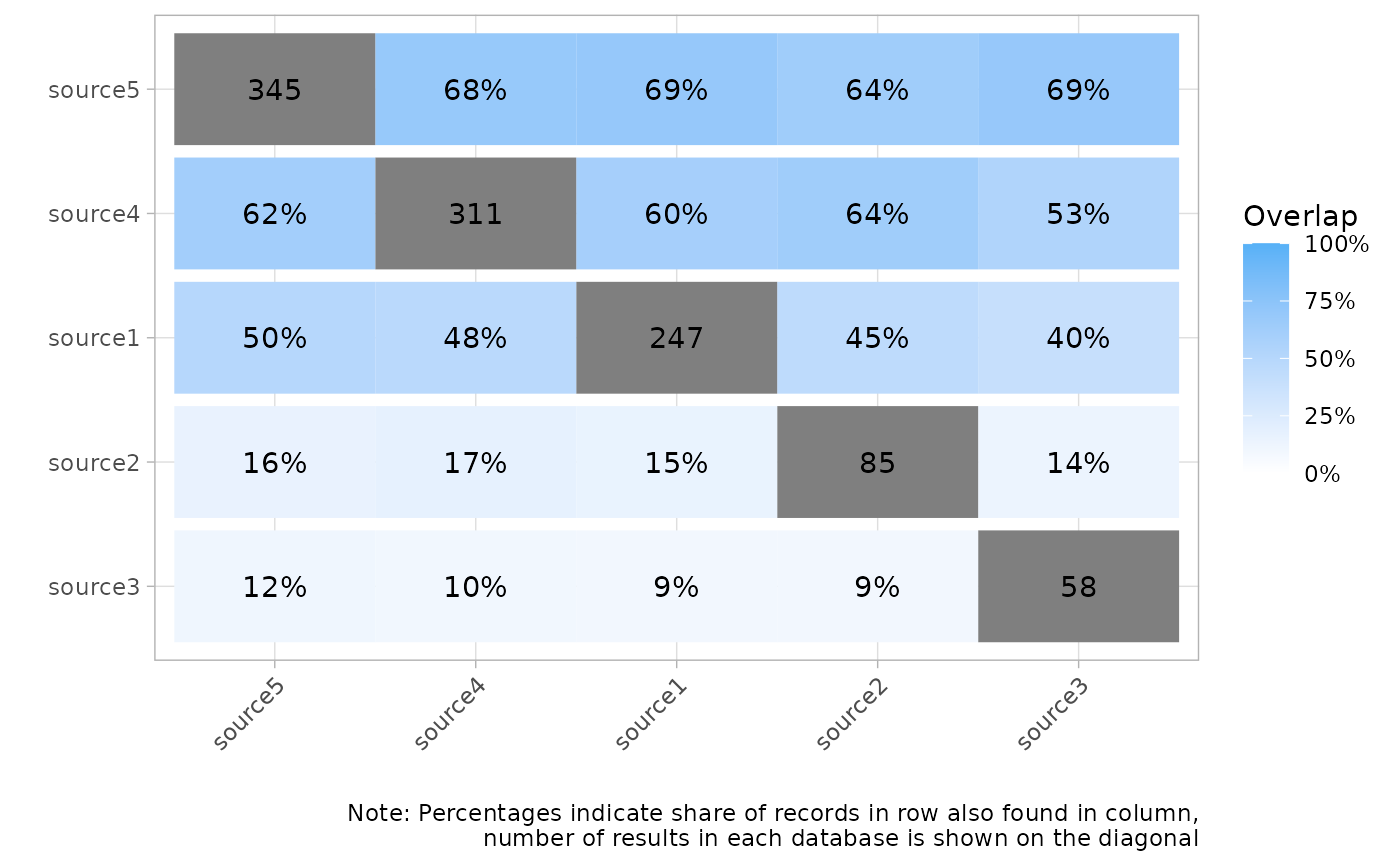 source5 345 68% 69% 64% 69%
source4 62% 311 60% 64% 53%
source1 50% 48% 247 45% 40%
source2 16% 17% 15% 85 14%
source3 12% 10% 9% 9% 58
source5 source4 source1 source2 source3
Overlap
100%
75%
50%
25%
0%
Note: Percentages indicate share of records in row also found in column,
number of results in each database is shown on the diagonal